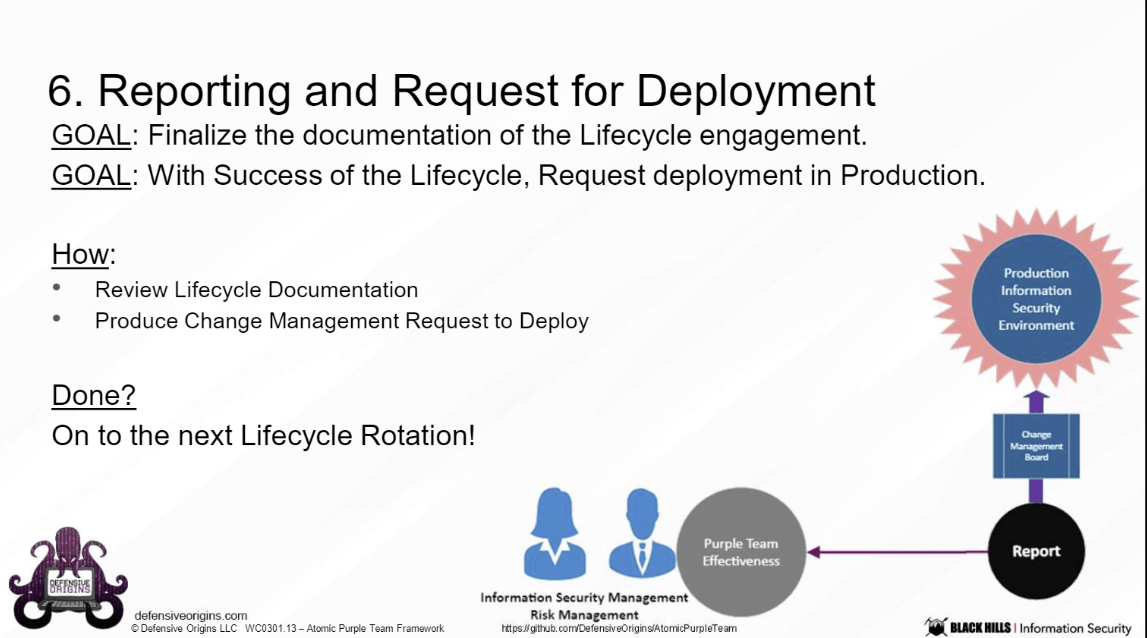 6. Reporting and Request for Deployment
GOAL: Finalize the documentation of the Lifecycle engagement.
GOAL: With Success of the Lifecycle, Request deployment in Production.
How:
• Review Lifecycle Documentation
• Produce Change Management Request to Deploy
Done?
On to the next Lifecycle Rotation!
Production
Information
Security
Environment
Change
Management
Board
Report
Purple Team
Effectiveness
Information Security Management
Risk Management
DEFENSIVE
ORIGINS
defensiveorigins.com
© Defensive Origins LLC WC0301.13 – Atomic Purple Team Framework
https://github.com/DefensiveOrigins/AtomicPurpleTeam
BLACK HILLS | Information Security